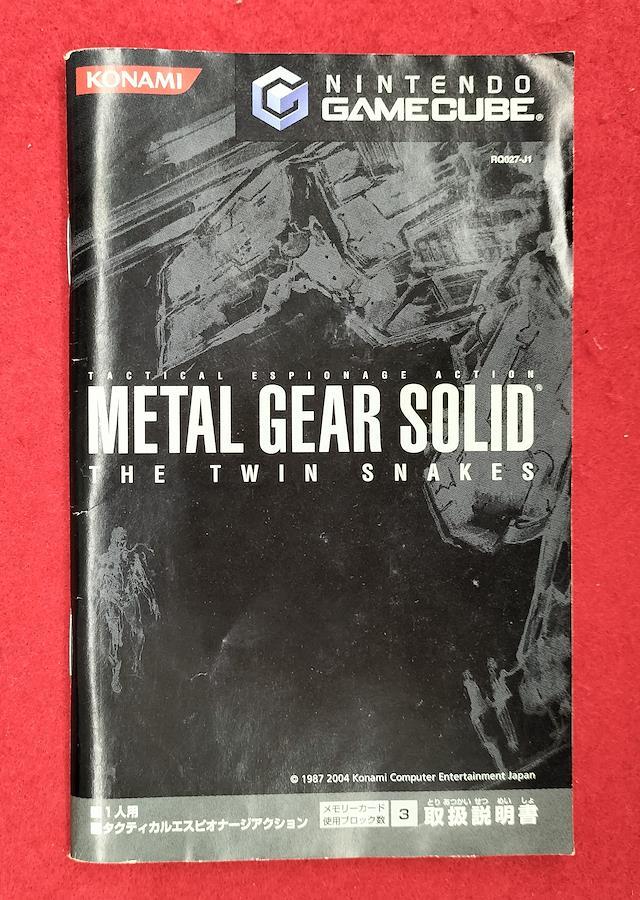 KONAMI
NINTENDO
GAMECUBE®
RQ027-J1
TACTICAL ESPIONAGE ACTION
METAL GEAR SOLID®
THE TWIN SNAKES
© 1987 2004 Konami Computer Entertainment Japan
■1人用
■タクティカルエスピオナージアクション
メモリーカード
使用ブロック数
3
とり あつかい せつ めい しょ
取扱説明書